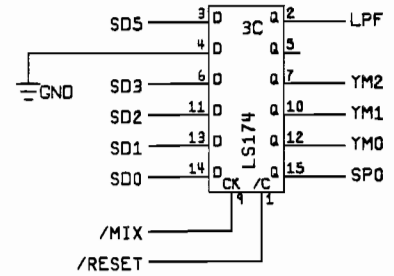 SD5 3 D 3C Q 2 LPF
4 D Q 5
GND
SD3 6 D Q 7 YM2
SD2 11 D Q 10 YM1
SD1 13 D Q 12 YM0
SD0 14 D Q 15 SP0
LS174
CK /C
9 1
/MIX
/RESET